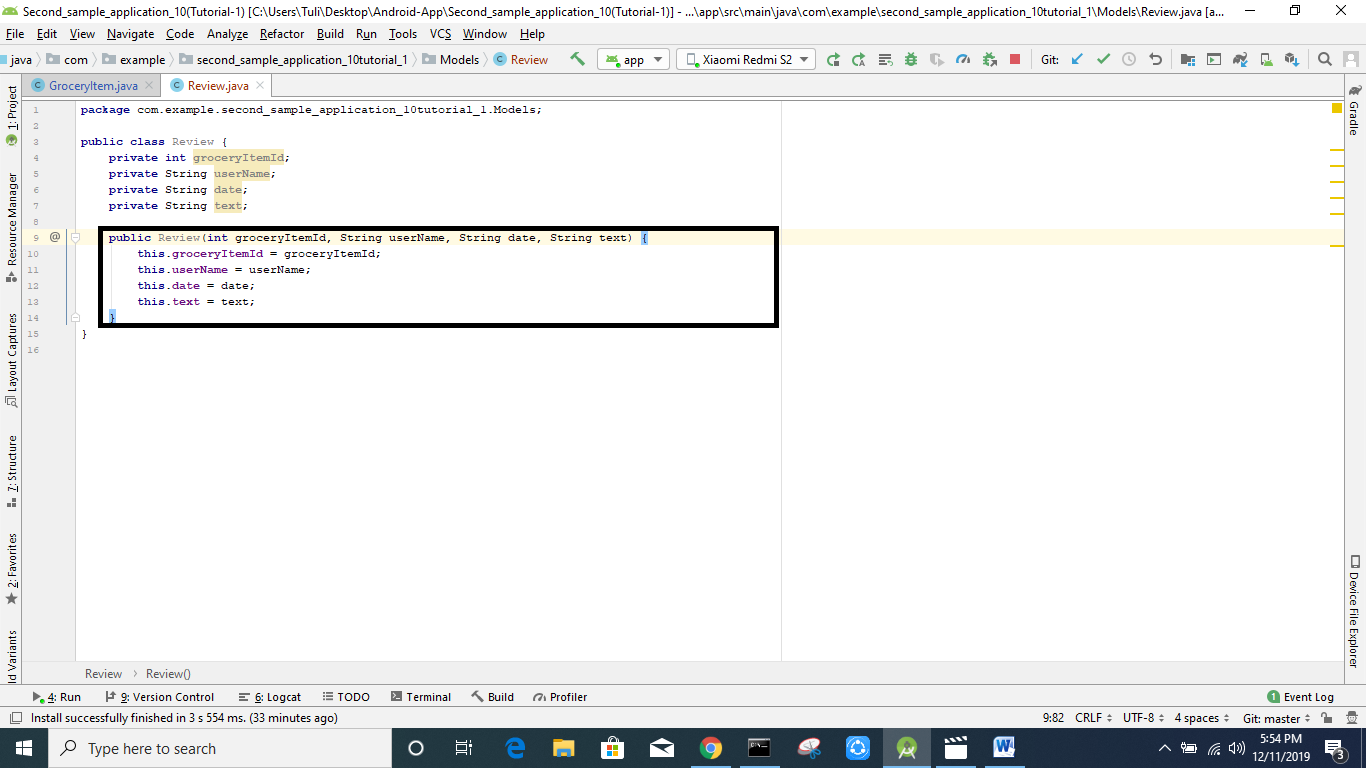 Second_sample_application_10(Tutorial-1) [C:\Users\Tuli\Desktop\Android-App\Second_sample_application_10(Tutorial-1)] - ...\app\src\main\java\com\example\second_sample_application_10tutorial_1\Models\Review.java [a...
File Edit View Navigate Code Analyze Refactor Build Run Tools VCS Window Help
java com example second_sample_application_10tutorial_1 Models Review app Xiaomi Redmi S2 Git:
GroceryItem.java Review.java
1 package com.example.second_sample_application_10tutorial_1.Models;
2
3 public class Review {
4 private int groceryItemId;
5 private String userName;
6 private String date;
7 private String text;
8
9 @ public Review(int groceryItemId, String userName, String date, String text) {
10 this.groceryItemId = groceryItemId;
11 this.userName = userName;
12 this.date = date;
13 this.text = text;
14 }
15 }
16
1: Project
Resource Manager
Layout Captures
7: Structure
2: Favorites
ld Variants
Gradle
Device File Explorer
Review Review()
4: Run 9: Version Control 6: Logcat TODO Terminal Build Profiler 1 Event Log
Install successfully finished in 3 s 554 ms. (33 minutes ago) 9:82 CRLF UTF-8 4 spaces Git: master
Type here to search
5:54 PM
12/11/2019
3